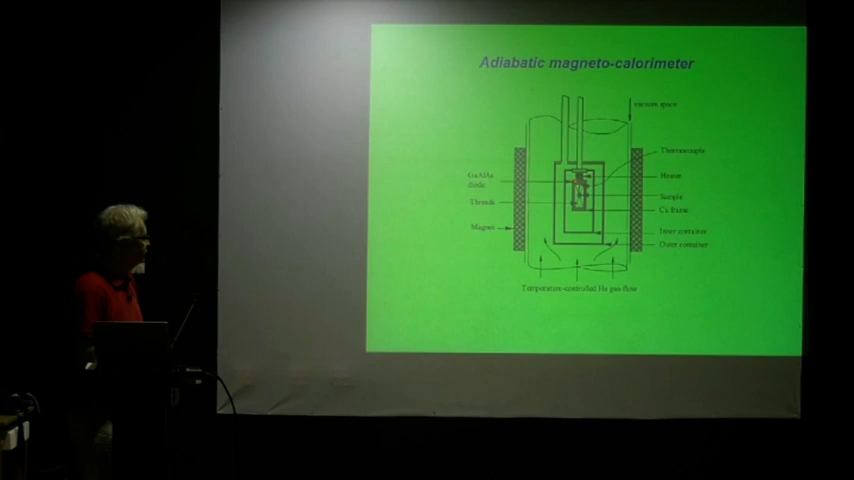 Adiabatic magneto-calorimeter
vacuum space
Thermocouple
GaAlAs
diode
Heater
Sample
Threads
Cu frame
Magnet
Inner container
Outer container
Temperature-controlled He gas flow